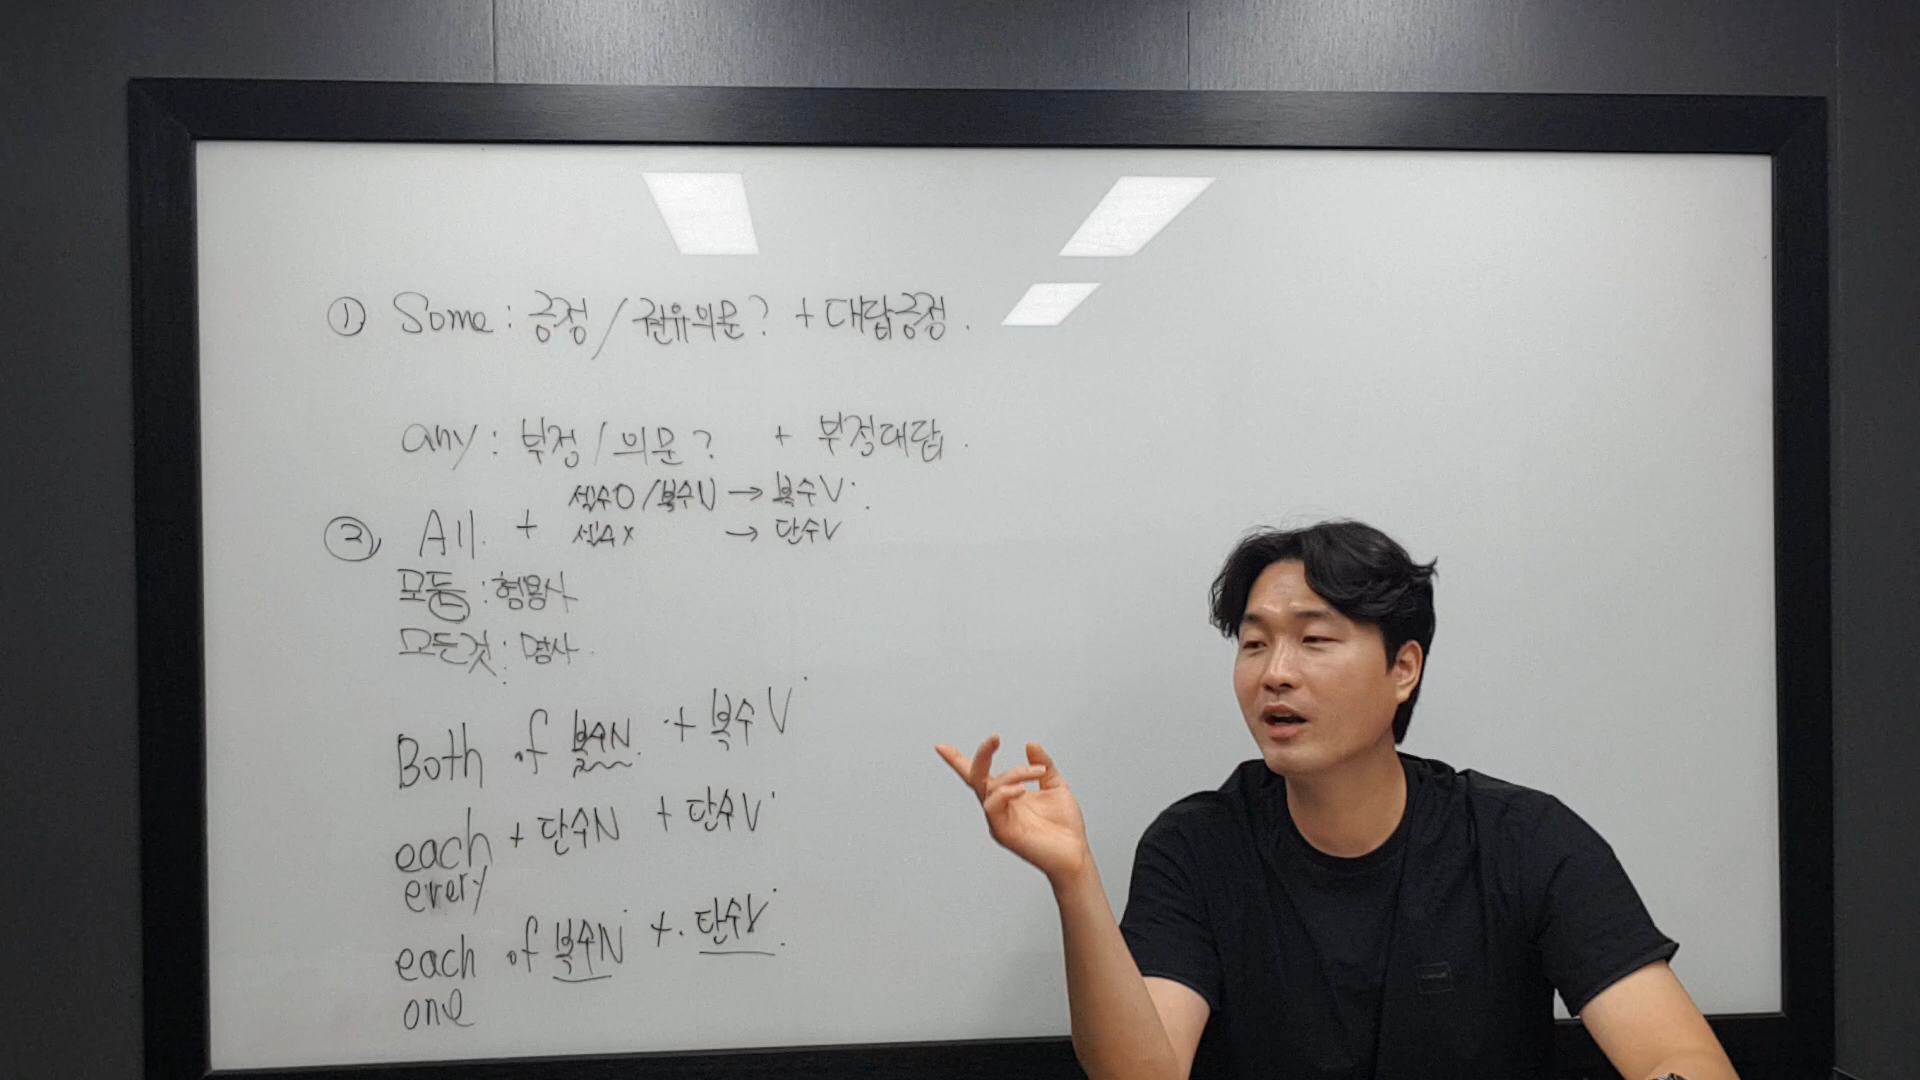 ① Some : 긍정 / 권유의문? + 대답긍정.
any : 부정 / 의문? + 부정대답.
② All. + 셀수O / 복수N → 복수V.
셀수X → 단수V
모든 : 형용사
모든것 : 명사.
Both of 복수N. + 복수V
each + 단수N + 단수V
every
each of 복수N +. 단수V.
one